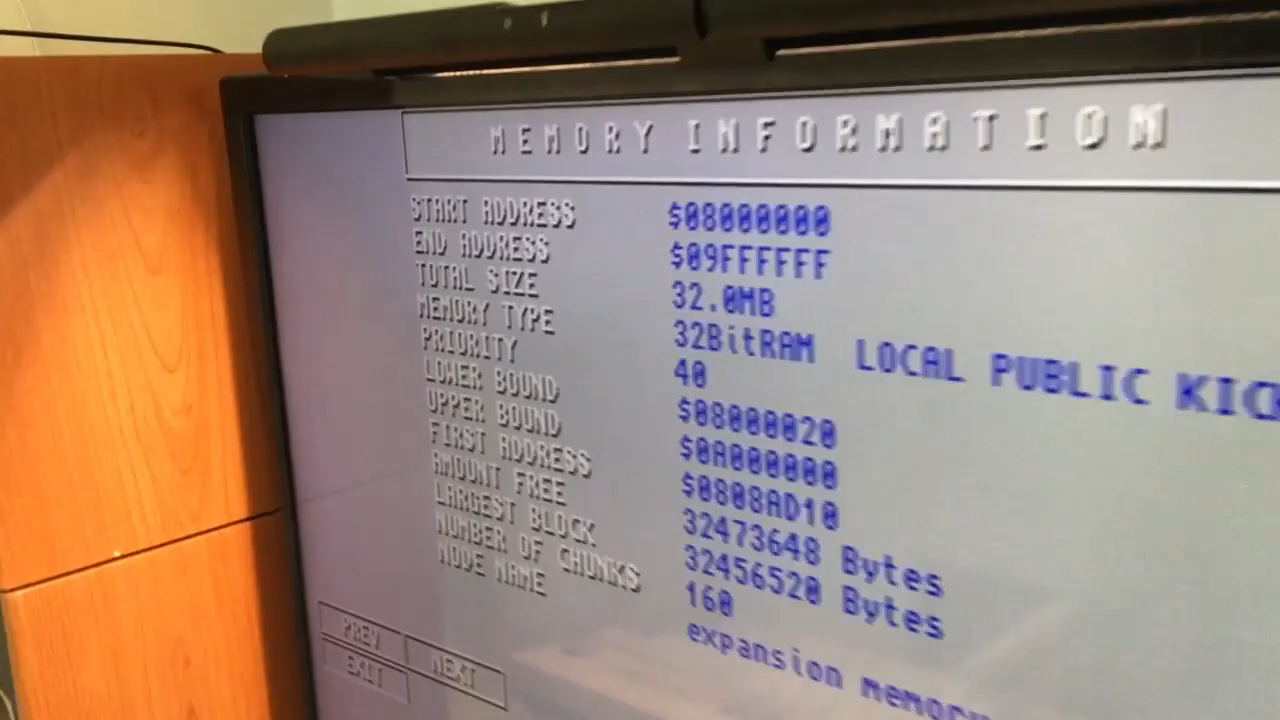 MEMORY INFORMATION
START ADDRESS $08000000
END ADDRESS $09FFFFFF
TOTAL SIZE 32.0MB
MEMORY TYPE 32BitRAM LOCAL PUBLIC KICK
PRIORITY 40
LOWER BOUND $08000020
UPPER BOUND $0A000000
FIRST ADDRESS $0808AD10
AMOUNT FREE 32473648 Bytes
LARGEST BLOCK 32456520 Bytes
NUMBER OF CHUNKS 160
NODE NAME expansion memory
PREV NEXT
EXIT